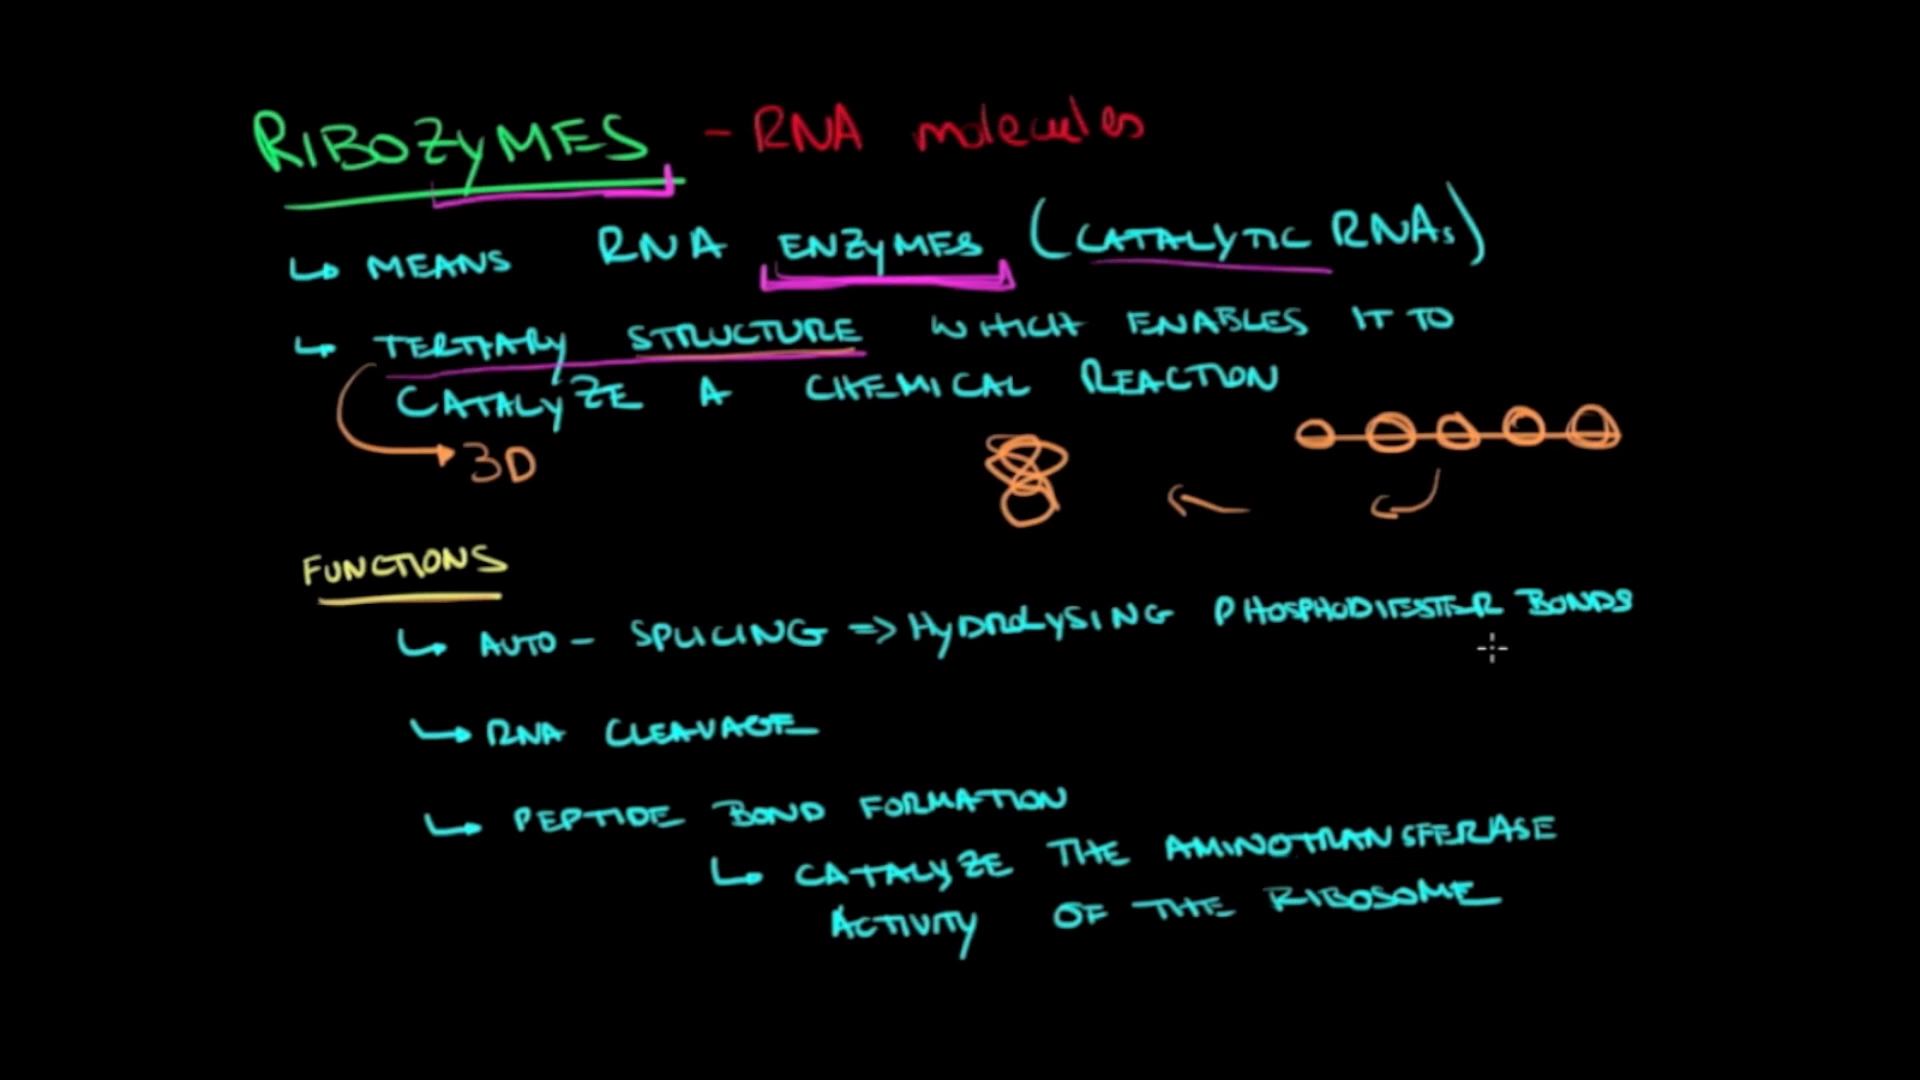 RIBOZYMES - RNA molecules
↳ MEANS RNA ENZYMES (CATALYTIC RNAs)
↳ TERTIARY STRUCTURE WHICH ENABLES IT TO
CATALYZE A CHEMICAL REACTION
3D
FUNCTIONS
↳ AUTO - SPLICING => HYDROLYSING PHOSPHODIESTER BONDS
↳ RNA CLEAVAGE
↳ PEPTIDE BOND FORMATION
↳ CATALYZE THE AMINOTRANSFERASE
ACTIVITY OF THE RIBOSOME